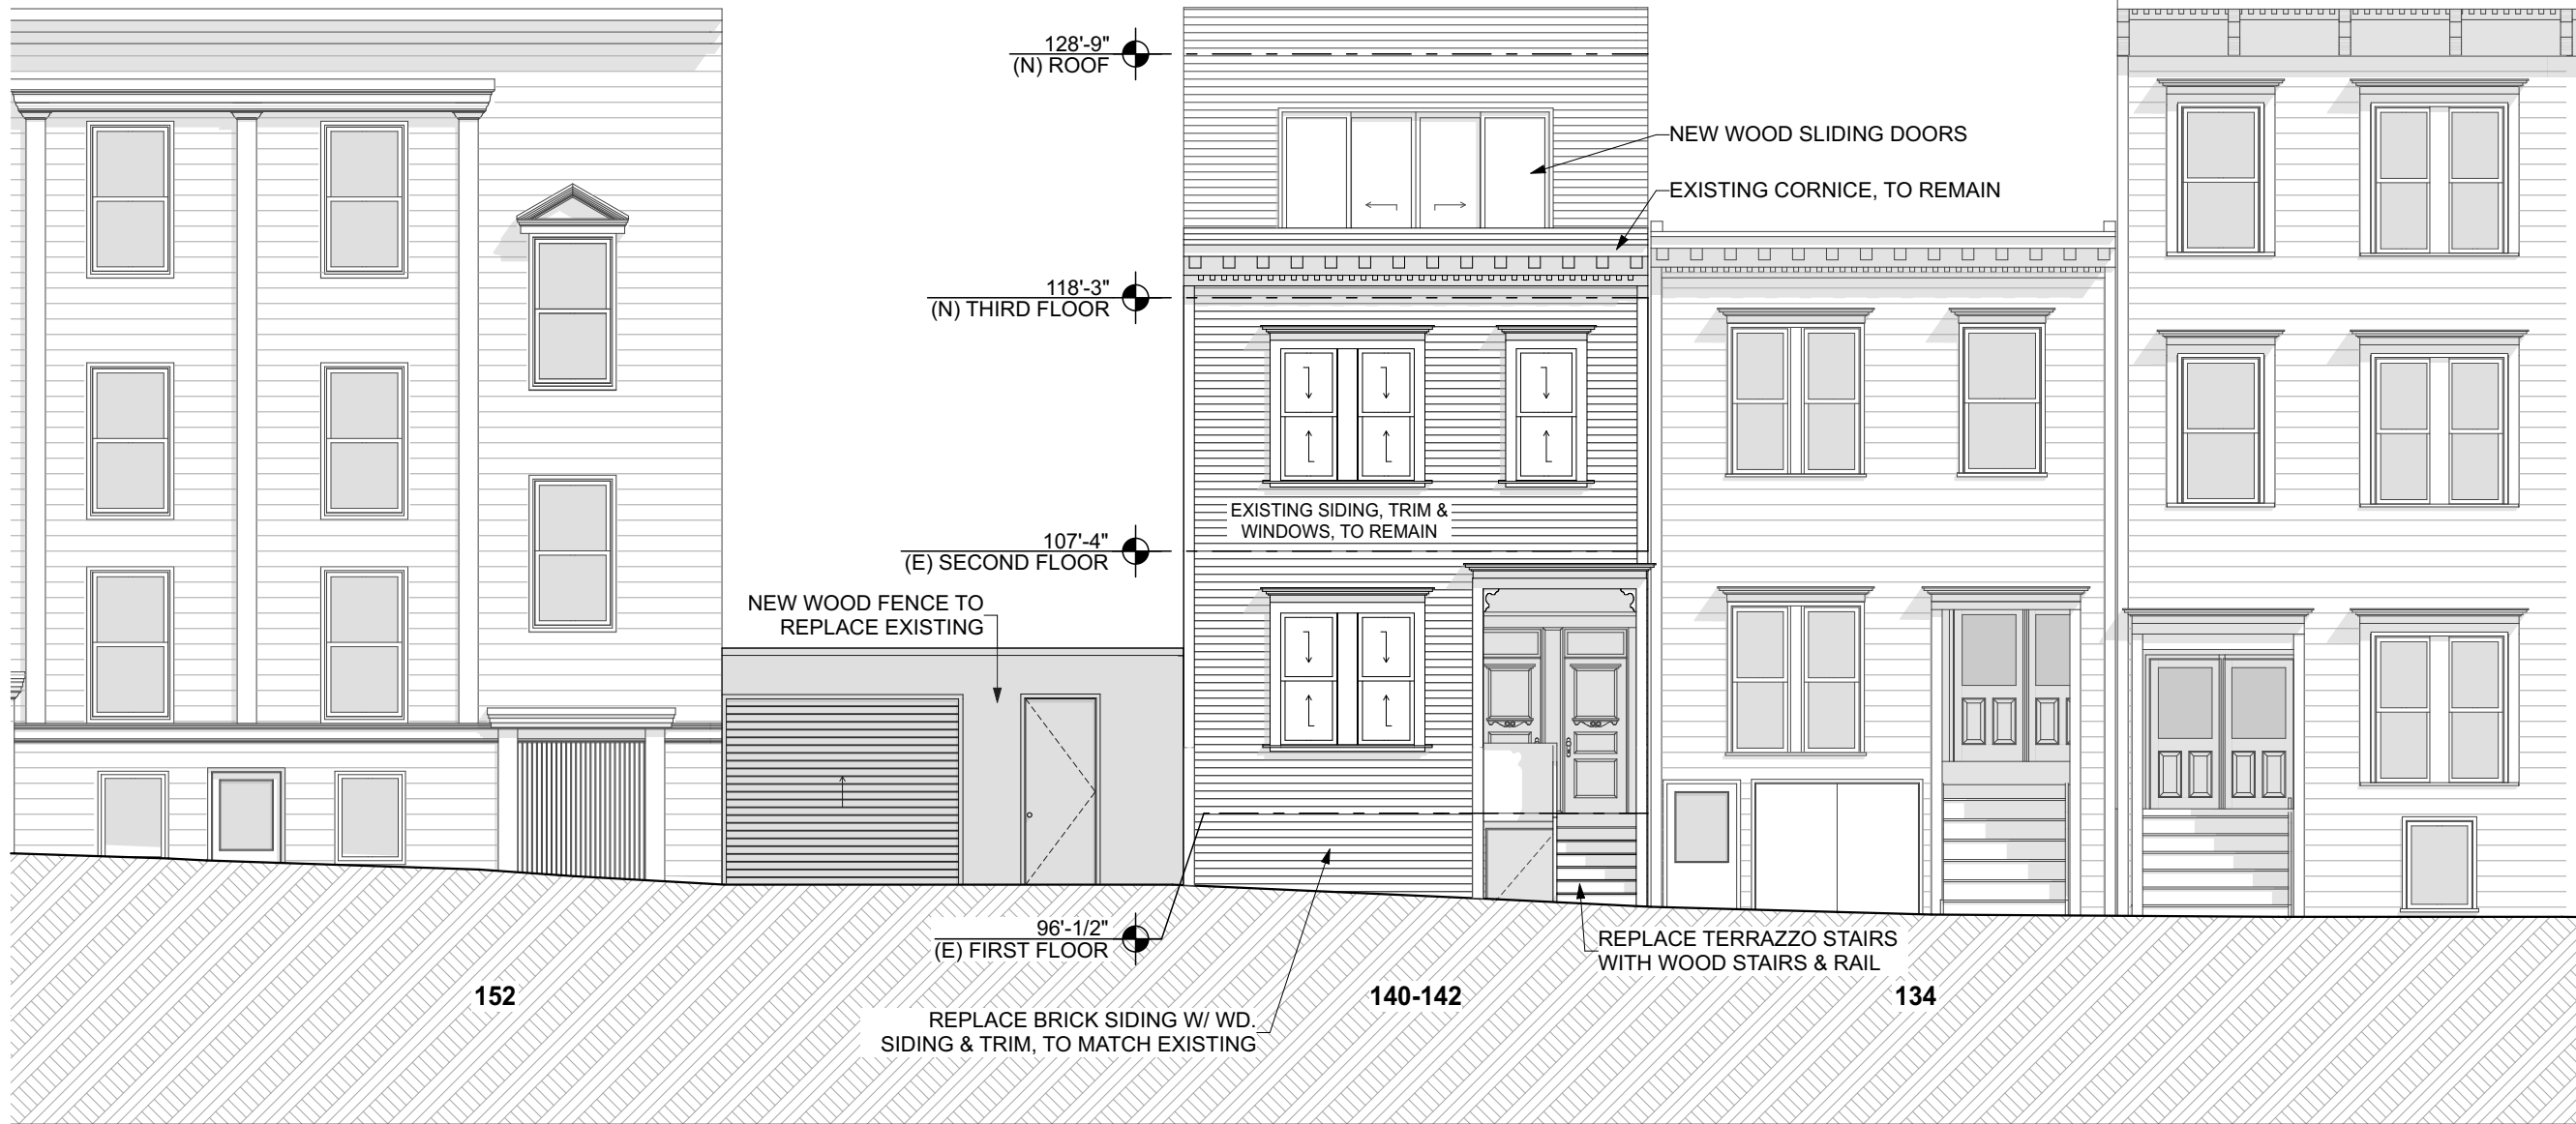 128'-9"
(N) ROOF
NEW WOOD SLIDING DOORS
EXISTING CORNICE, TO REMAIN
118'-3"
(N) THIRD FLOOR
EXISTING SIDING, TRIM &
WINDOWS, TO REMAIN
107'-4"
(E) SECOND FLOOR
NEW WOOD FENCE TO
REPLACE EXISTING
96'-1/2"
(E) FIRST FLOOR
REPLACE TERRAZZO STAIRS
WITH WOOD STAIRS & RAIL
152
140-142
134
REPLACE BRICK SIDING W/ WD.
SIDING & TRIM, TO MATCH EXISTING